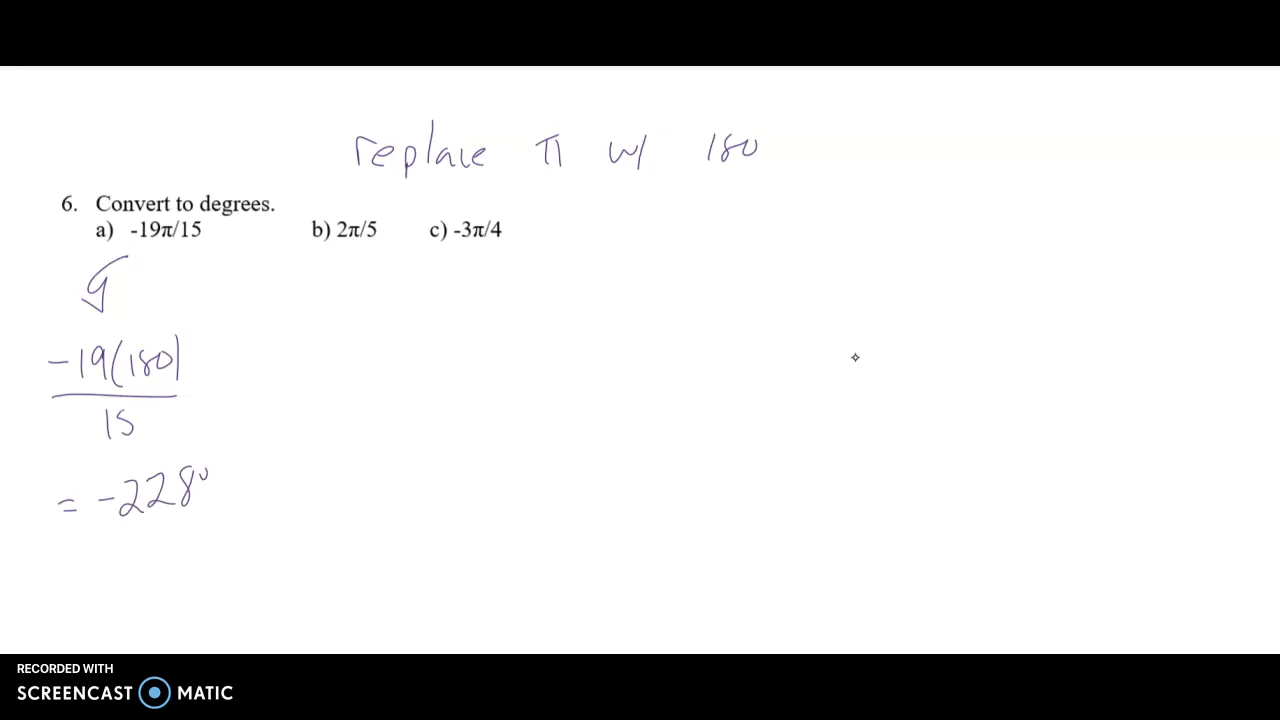 replace π w/ 180
6. Convert to degrees.
a) -19π/15 b) 2π/5 c) -3π/4
-19(180)
15
= -228°
RECORDED WITH
SCREENCAST MATIC